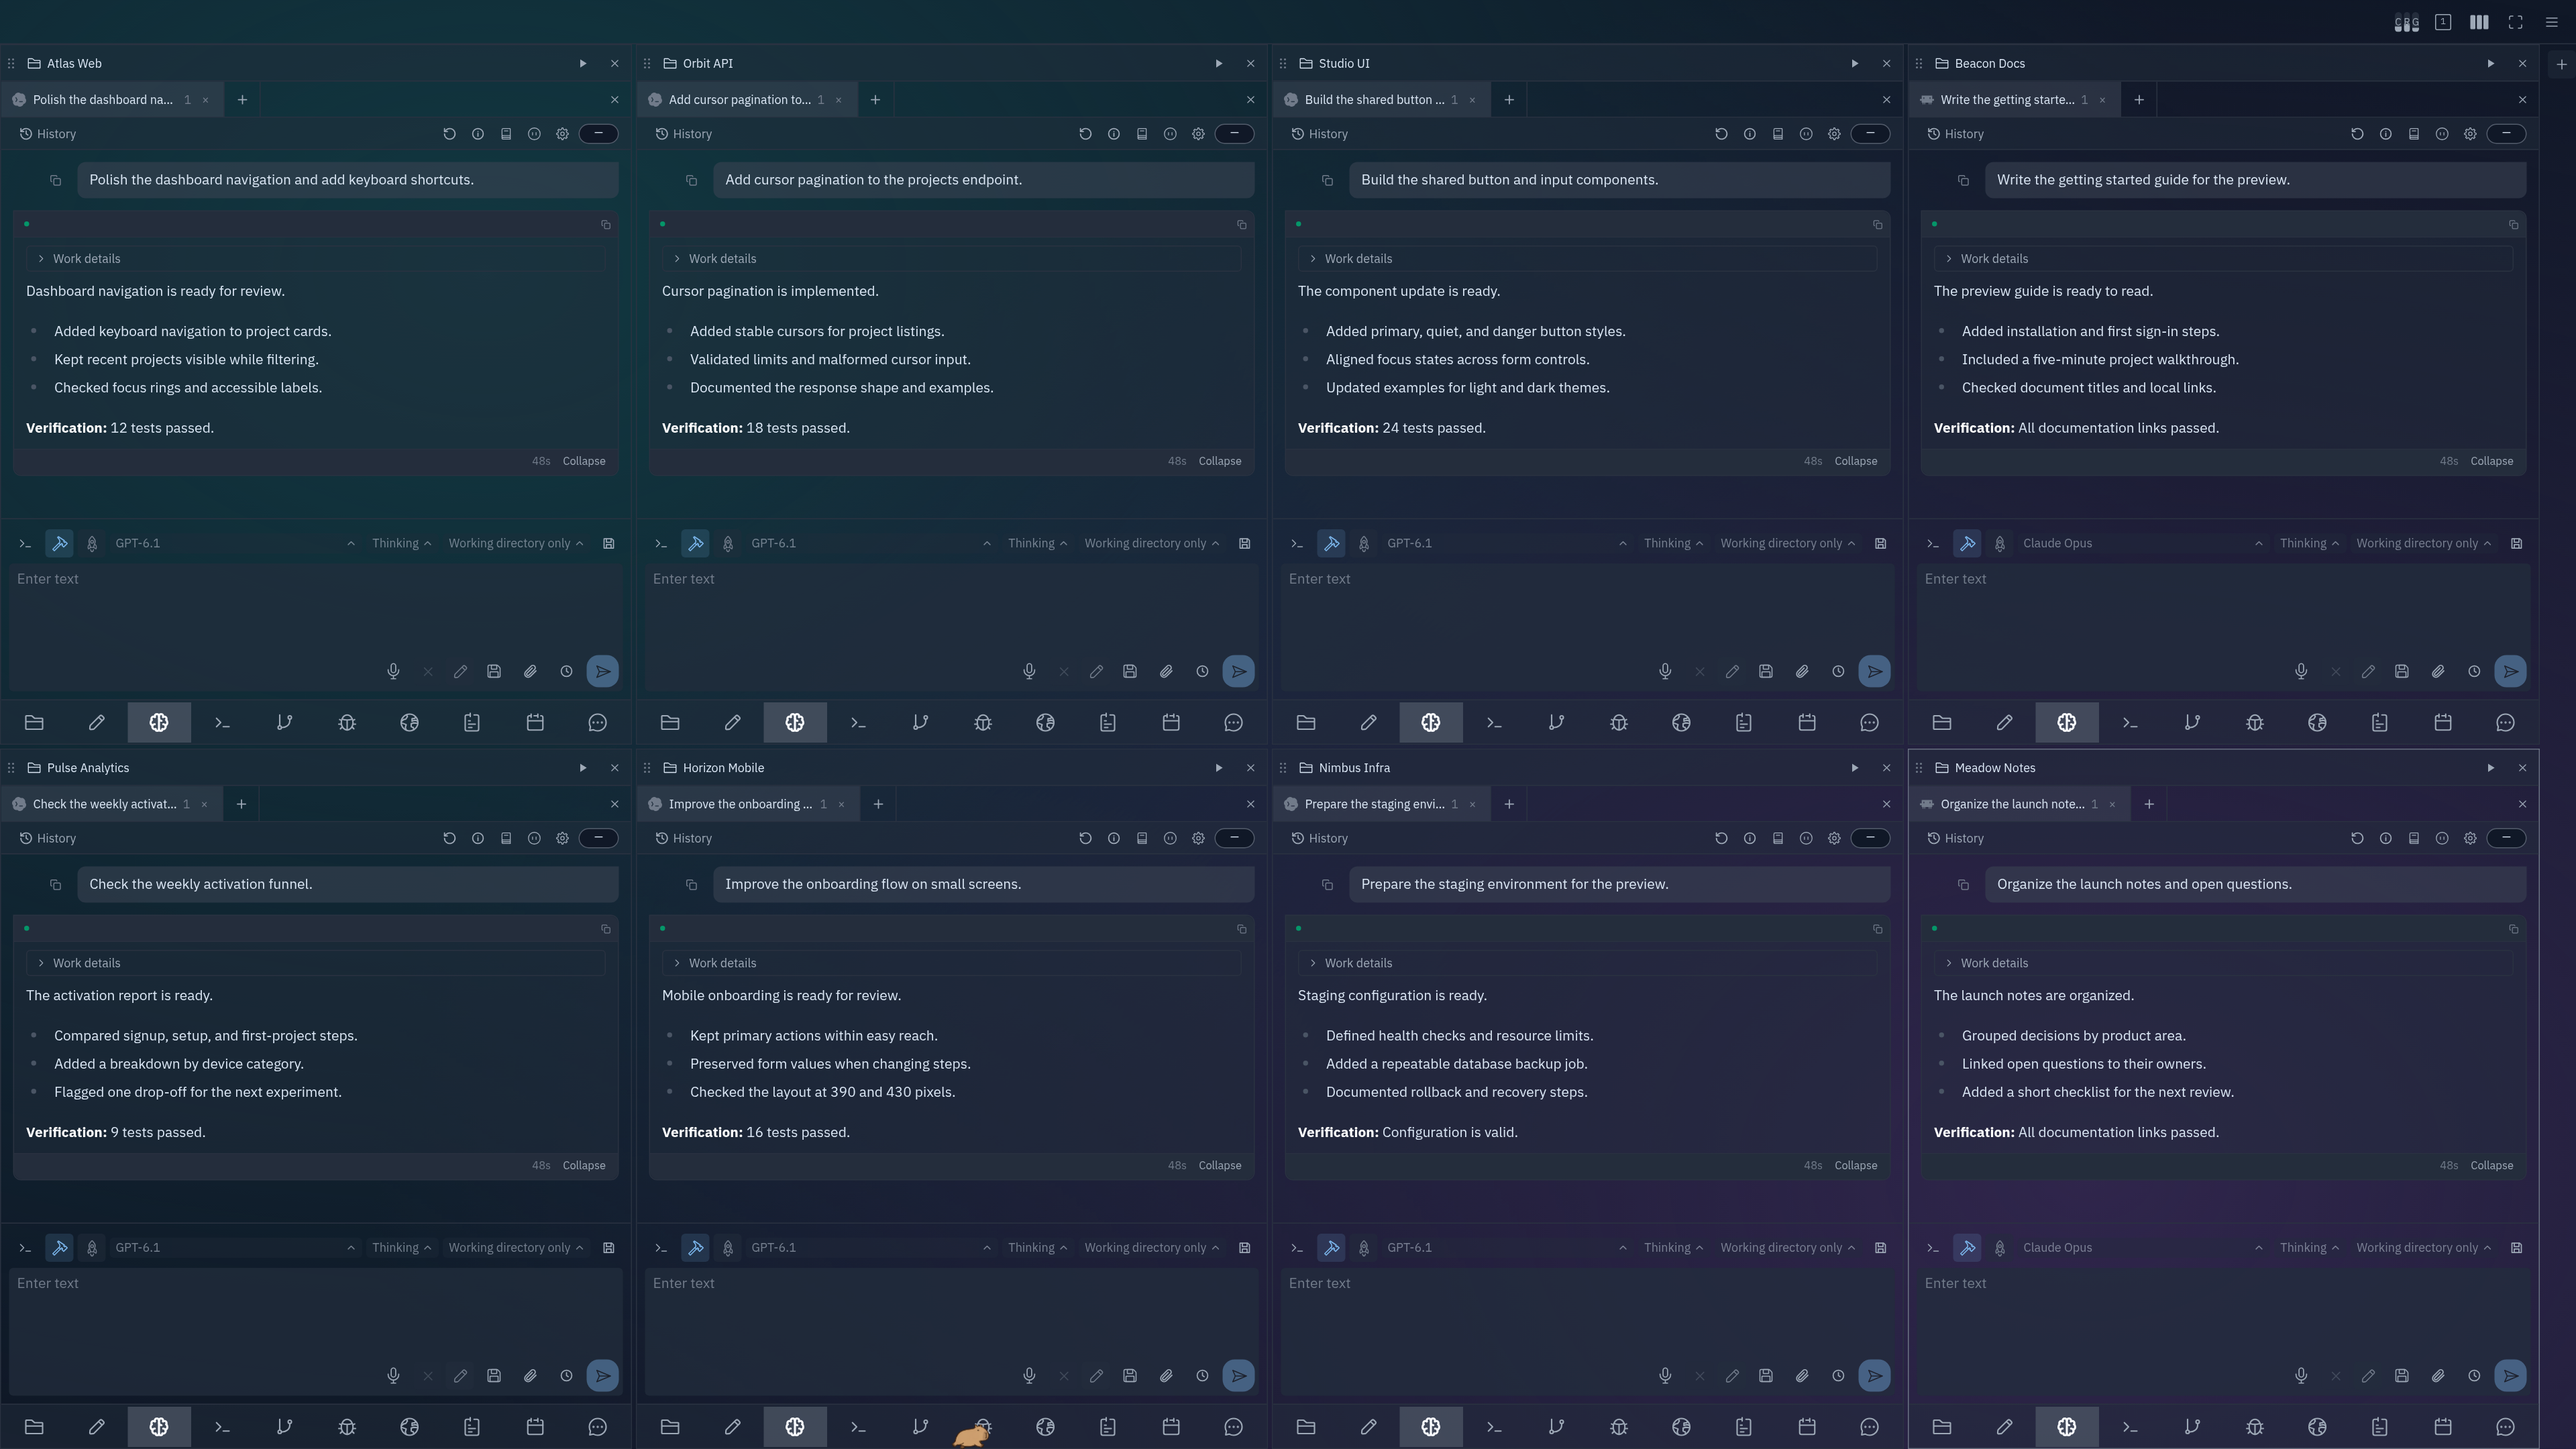 1
Atlas Web
Polish the dashboard na... 1
History
Polish the dashboard navigation and add keyboard shortcuts.
Work details
Dashboard navigation is ready for review.
Added keyboard navigation to project cards.
Kept recent projects visible while filtering.
Checked focus rings and accessible labels.
Verification: 12 tests passed.
48s Collapse
GPT-6.1 Thinking Working directory only
Enter text
Orbit API
Add cursor pagination to... 1
History
Add cursor pagination to the projects endpoint.
Work details
Cursor pagination is implemented.
Added stable cursors for project listings.
Validated limits and malformed cursor input.
Documented the response shape and examples.
Verification: 18 tests passed.
48s Collapse
GPT-6.1 Thinking Working directory only
Enter text
Studio UI
Build the shared button ... 1
History
Build the shared button and input components.
Work details
The component update is ready.
Added primary, quiet, and danger button styles.
Aligned focus states across form controls.
Updated examples for light and dark themes.
Verification: 24 tests passed.
48s Collapse
GPT-6.1 Thinking Working directory only
Enter text
Beacon Docs
Write the getting starte... 1
History
Write the getting started guide for the preview.
Work details
The preview guide is ready to read.
Added installation and first sign-in steps.
Included a five-minute project walkthrough.
Checked document titles and local links.
Verification: All documentation links passed.
48s Collapse
Claude Opus Thinking Working directory only
Enter text
Pulse Analytics
Check the weekly activat... 1
History
Check the weekly activation funnel.
Work details
The activation report is ready.
Compared signup, setup, and first-project steps.
Added a breakdown by device category.
Flagged one drop-off for the next experiment.
Verification: 9 tests passed.
48s Collapse
GPT-6.1 Thinking Working directory only
Enter text
Horizon Mobile
Improve the onboarding ... 1
History
Improve the onboarding flow on small screens.
Work details
Mobile onboarding is ready for review.
Kept primary actions within easy reach.
Preserved form values when changing steps.
Checked the layout at 390 and 430 pixels.
Verification: 16 tests passed.
48s Collapse
GPT-6.1 Thinking Working directory only
Enter text
Nimbus Infra
Prepare the staging envi... 1
History
Prepare the staging environment for the preview.
Work details
Staging configuration is ready.
Defined health checks and resource limits.
Added a repeatable database backup job.
Documented rollback and recovery steps.
Verification: Configuration is valid.
48s Collapse
GPT-6.1 Thinking Working directory only
Enter text
Meadow Notes
Organize the launch note... 1
History
Organize the launch notes and open questions.
Work details
The launch notes are organized.
Grouped decisions by product area.
Linked open questions to their owners.
Added a short checklist for the next review.
Verification: All documentation links passed.
48s Collapse
Claude Opus Thinking Working directory only
Enter text